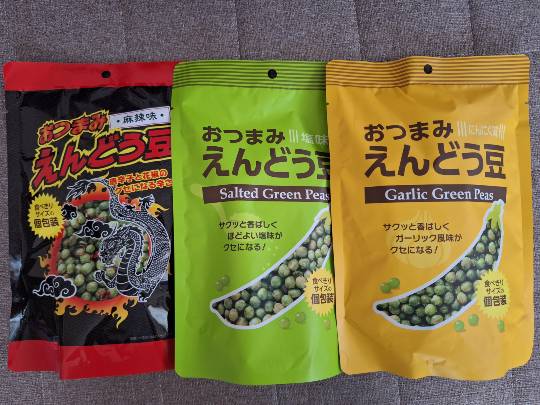 ・麻辣味・
おつまみ
えんどう豆
唐辛子と花椒の
クセになる辛さ
食べきり
サイズの
個包装
おつまみ 塩味
えんどう豆
Salted Green Peas
サクッと香ばしく
ほどよい塩味が
クセになる!
食べきり
サイズの
個包装
おつまみ にんにく味
えんどう豆
Garlic Green Peas
サクッと香ばしく
ガーリック風味が
クセになる!
食べきり
サイズの
個包装